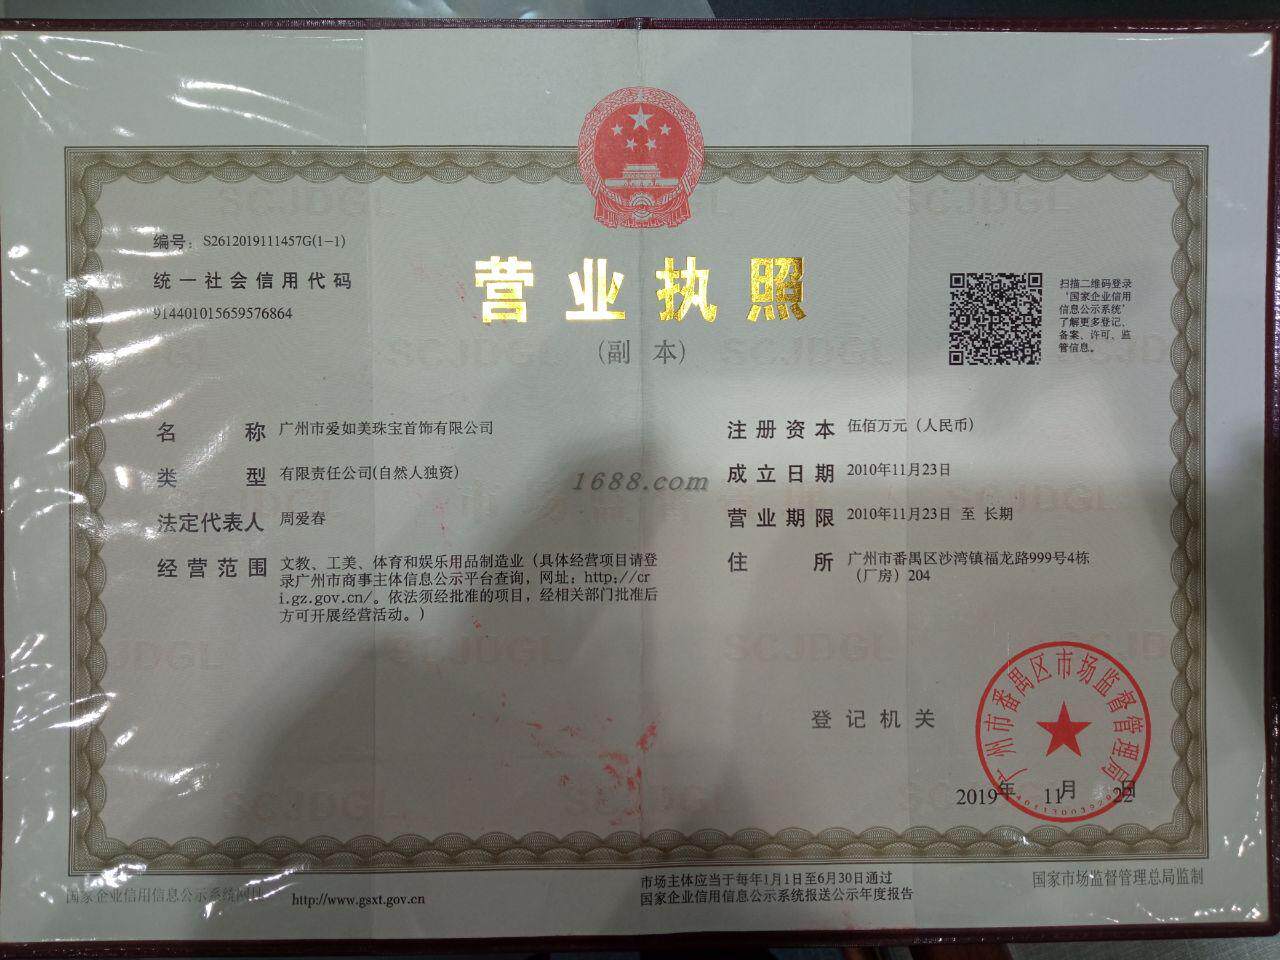 编号：S2612019111457G(1-1)
统一社会信用代码
914401015659576864
营业执照
（副 本）
扫描二维码登录
‘国家企业信用
信息公示系统’
了解更多登记、
备案、许可、监
管信息。
名 称 广州市爱如美珠宝首饰有限公司
类 型 有限责任公司(自然人独资)
法定代表人 周爱春
经营范围 文教、工美、体育和娱乐用品制造业（具体经营项目请登
录广州市商事主体信息公示平台查询，网址：http://cr
i.gz.gov.cn/。依法须经批准的项目，经相关部门批准后
方可开展经营活动。）
注册资本 伍佰万元（人民币）
成立日期 2010年11月23日
营业期限 2010年11月23日 至 长期
住 所 广州市番禺区沙湾镇福龙路999号4栋
（厂房）204
1688.com
登记机关
广州市番禺区市场监督管理局
2019年 11月 22日
国家企业信用信息公示系统网址 http://www.gsxt.gov.cn
市场主体应当于每年1月1日至6月30日通过
国家企业信用信息公示系统报送公示年度报告
国家市场监督管理总局监制
SCJDGL